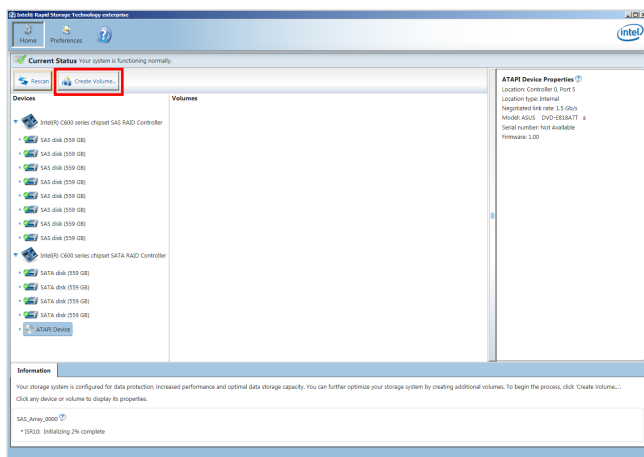 Intel® Rapid Storage Technology enterprise
Home
Preferences
intel
Current Status Your system is functioning normally.
Rescan
Create Volume...
Devices
Volumes
Intel(R) C600 series chipset SAS RAID Controller
SAS disk (559 GB)
SAS disk (559 GB)
SAS disk (559 GB)
SAS disk (559 GB)
SAS disk (559 GB)
SAS disk (559 GB)
SAS disk (559 GB)
SAS disk (559 GB)
Intel(R) C600 series chipset SATA RAID Controller
SATA disk (559 GB)
SATA disk (559 GB)
SATA disk (559 GB)
SATA disk (559 GB)
ATAPI Device
ATAPI Device Properties
Location: Controller 0, Port 5
Location type: Internal
Negotiated link rate: 1.5 Gb/s
Model: ASUS DVD-E818A7T a
Serial number: Not Available
Firmware: 1.00
Information
Your storage system is configured for data protection, increased performance and optimal data storage capacity. You can further optimize your storage system by creating additional volumes. To begin the process, click 'Create Volume...'.
Click any device or volume to display its properties.
SAS_Array_0000
• ISR10: Initializing 2% complete